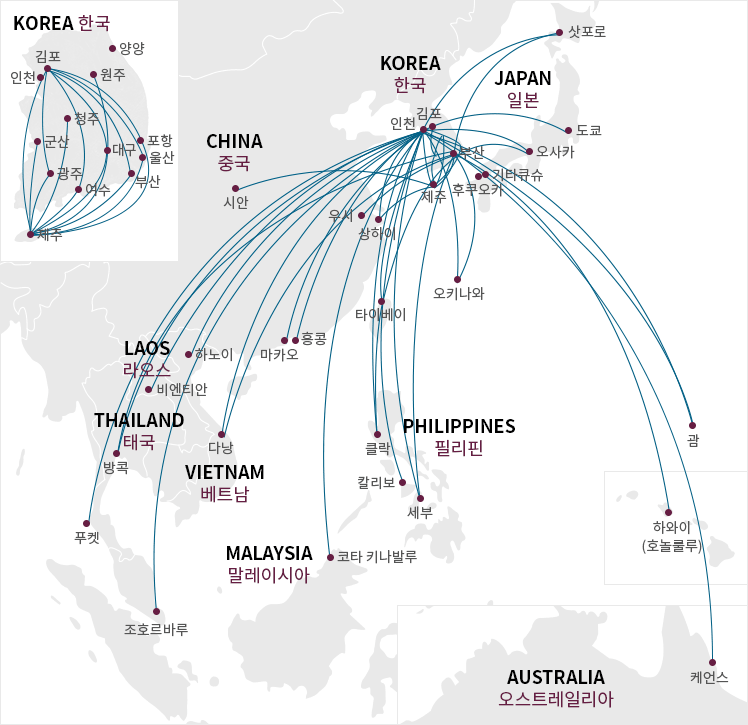 KOREA 한국
양양
김포
인천
원주
청주
군산
대구
포항
울산
광주
여수
부산
제주
삿포로
KOREA
한국
JAPAN
일본
김포
인천
도쿄
CHINA
중국
부산
오사카
기타큐슈
시안
제주
후쿠오카
우시
상하이
오키나와
타이베이
LAOS
라오스
하노이
마카오
홍콩
비엔티안
THAILAND
태국
PHILIPPINES
필리핀
괌
다낭
클락
방콕
VIETNAM
베트남
칼리보
세부
푸켓
하와이
(호놀룰루)
MALAYSIA
말레이시아
코타 키나발루
조호르바루
AUSTRALIA
오스트레일리아
케언스